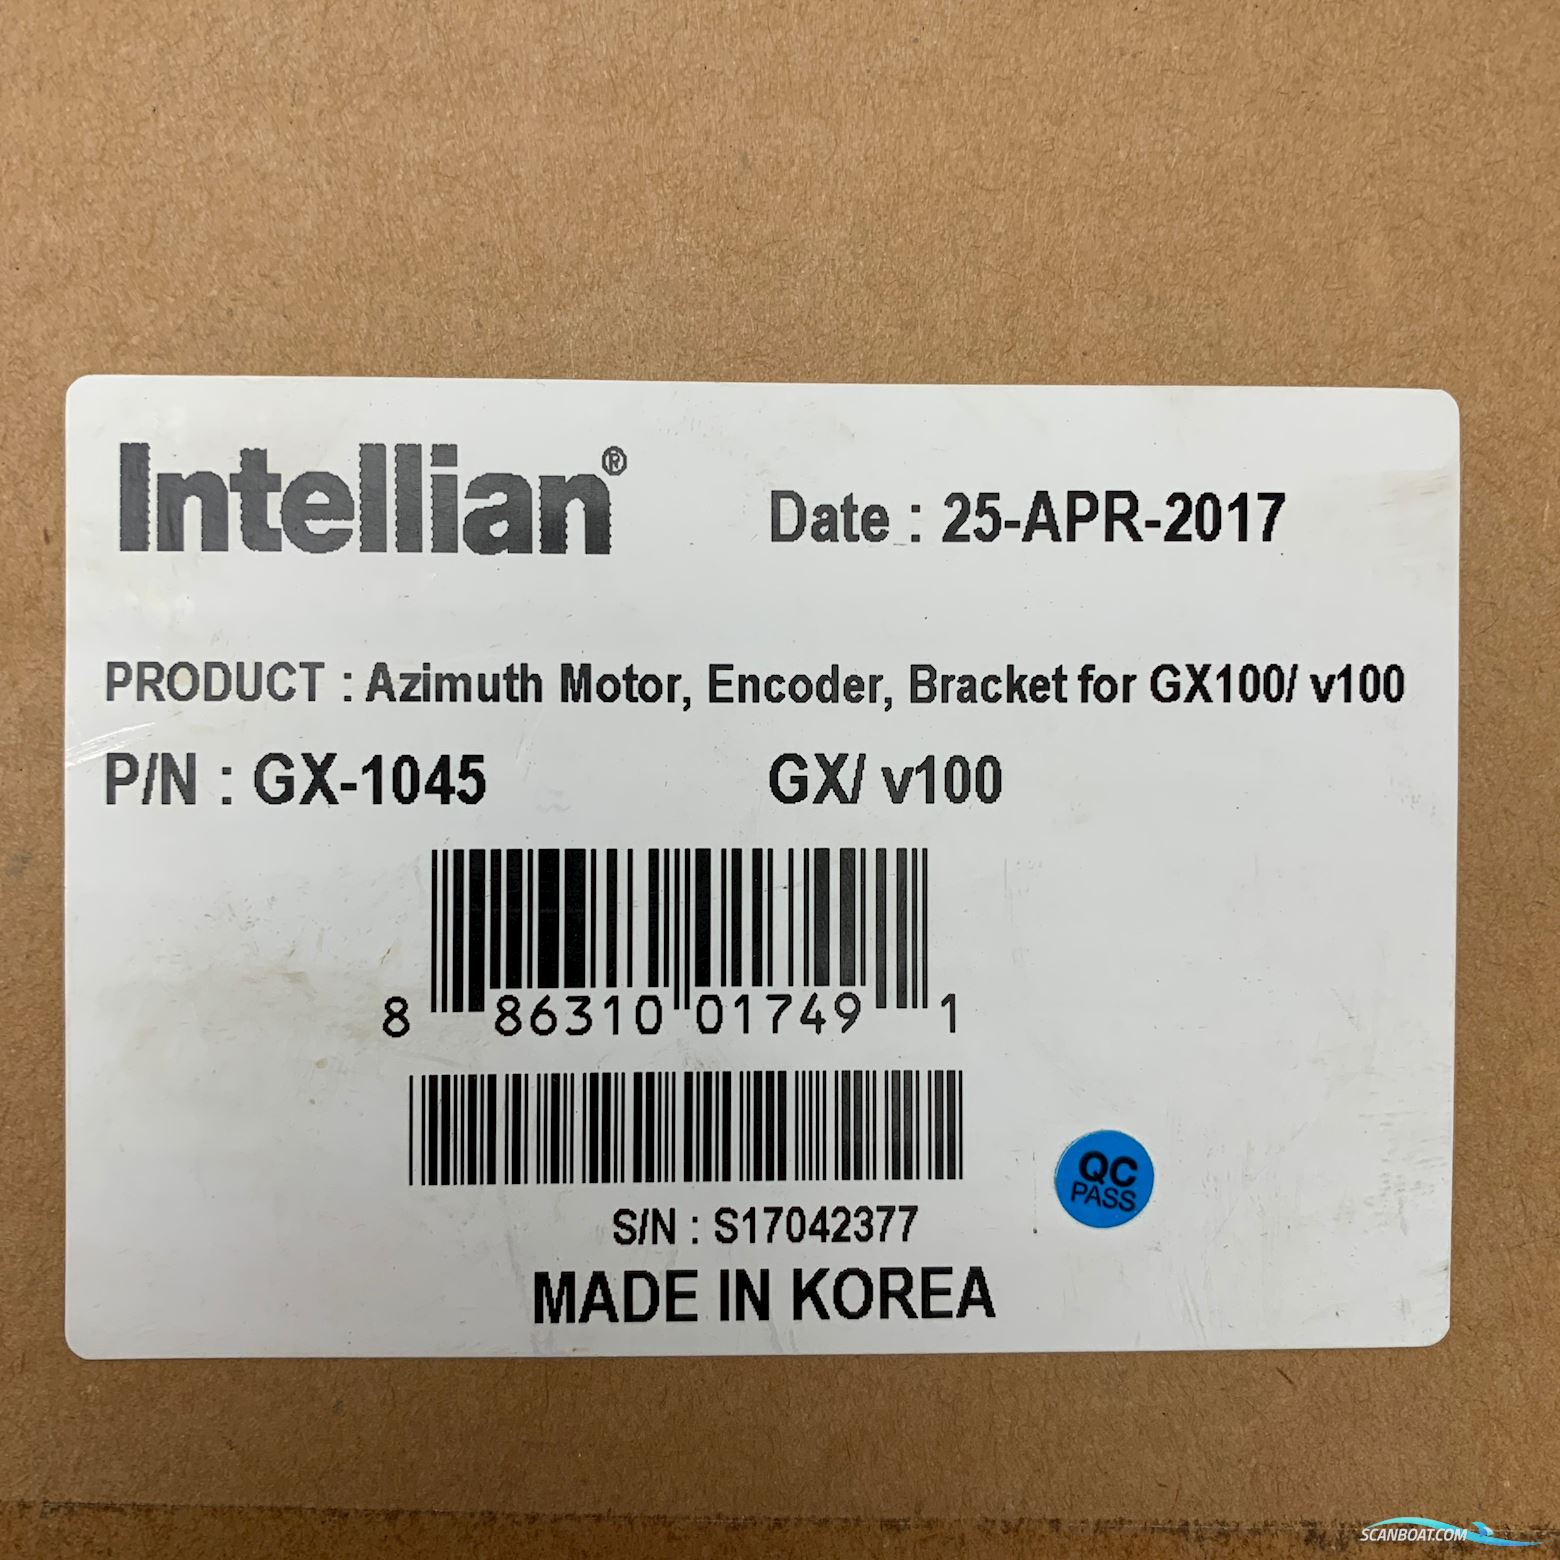 Intellian®
Date : 25-APR-2017
PRODUCT : Azimuth Motor, Encoder, Bracket for GX100/ v100
P/N : GX-1045 GX/ v100
8 86310 01749 1
S/N : S17042377
QC
PASS
MADE IN KOREA
SCANBOAT.COM